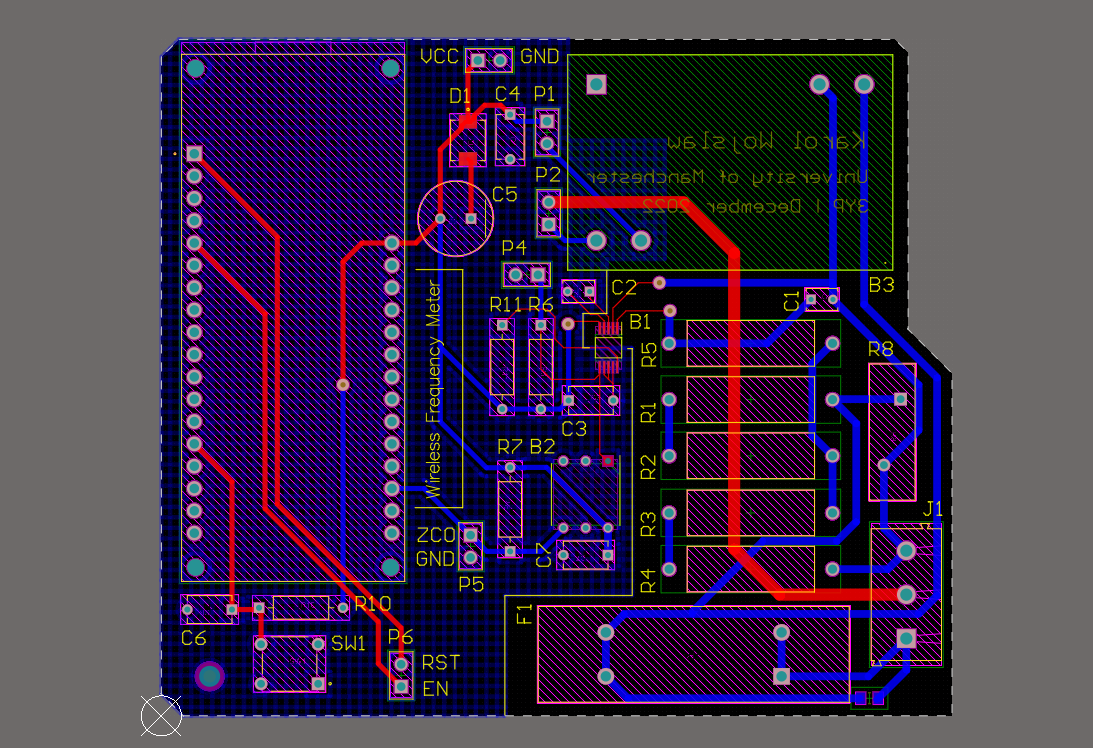 VCC GND
D1 C4 P1
Karol Wojslaw
University of Manchester
3YP | December 2022
P2
C5
P4
C2
C1
B3
R11 R6
B1
R5
R8
Wireless Frequency Meter
R1
C3
R7 B2
R2
J1
R3
ZCO
GND
C7
P5
R4
R10
F1
C6
SW1
P6
RST
EN